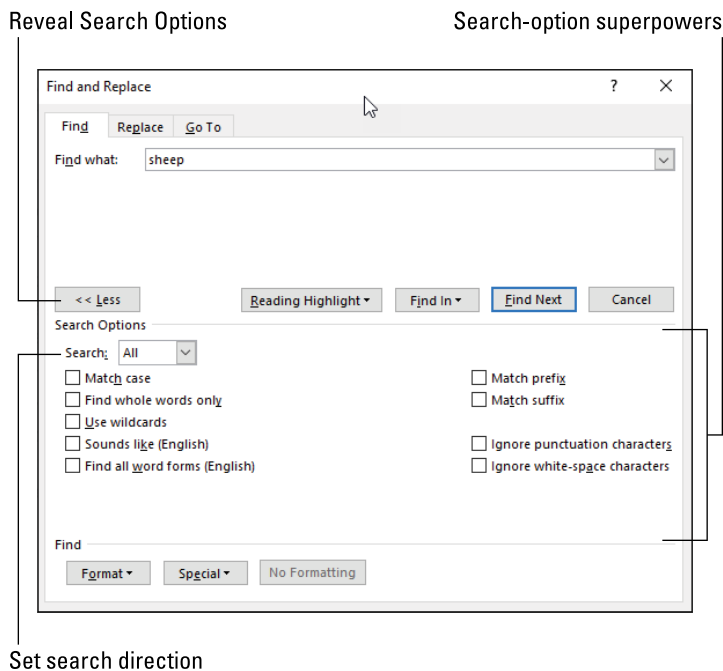 Reveal Search Options Search-option superpowers
Find and Replace ? ×
Find Replace Go To
Find what: sheep
<< Less Reading Highlight Find In Find Next Cancel
Search Options
Search: All
Match case Match prefix
Find whole words only Match suffix
Use wildcards
Sounds like (English) Ignore punctuation characters
Find all word forms (English) Ignore white-space characters
Find
Format Special No Formatting
Set search direction